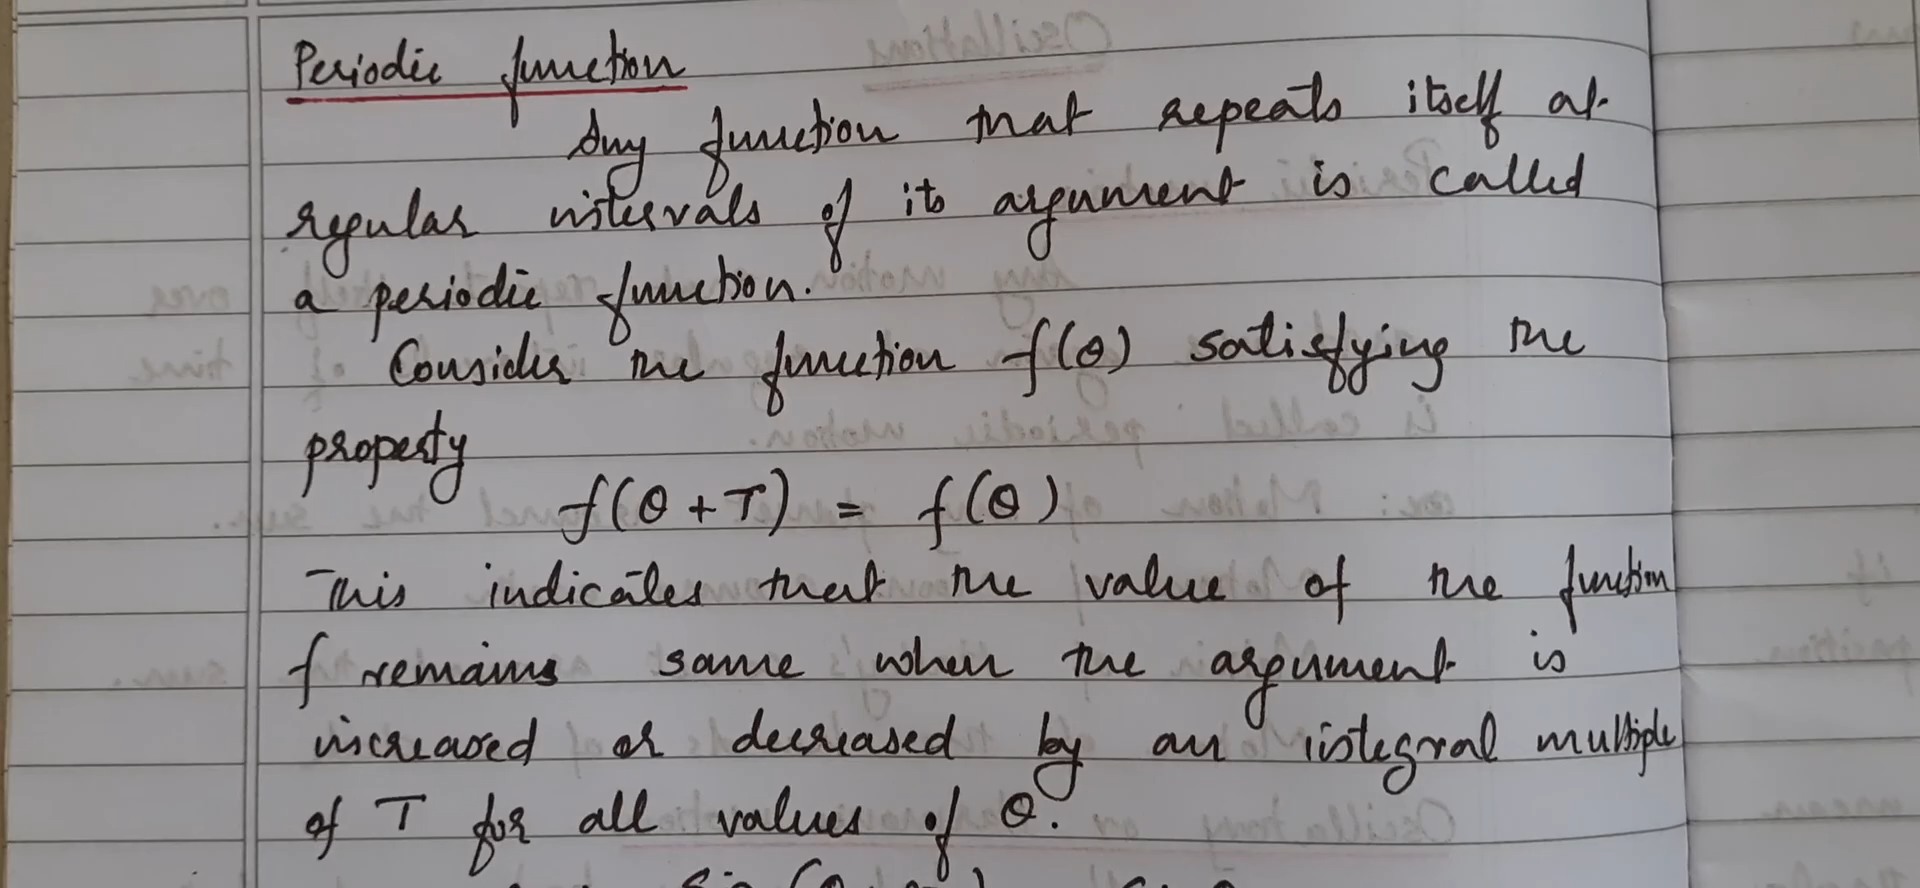 Periodic function
Any function that repeats itself at
regular intervals of its argument is called
a periodic function.
Consider the function f(θ) satisfying the
property
f(θ + T) = f(θ)
This indicates that the value of the function
f remains same when the argument is
increased or decreased by an integral multiple
of T for all values of θ.